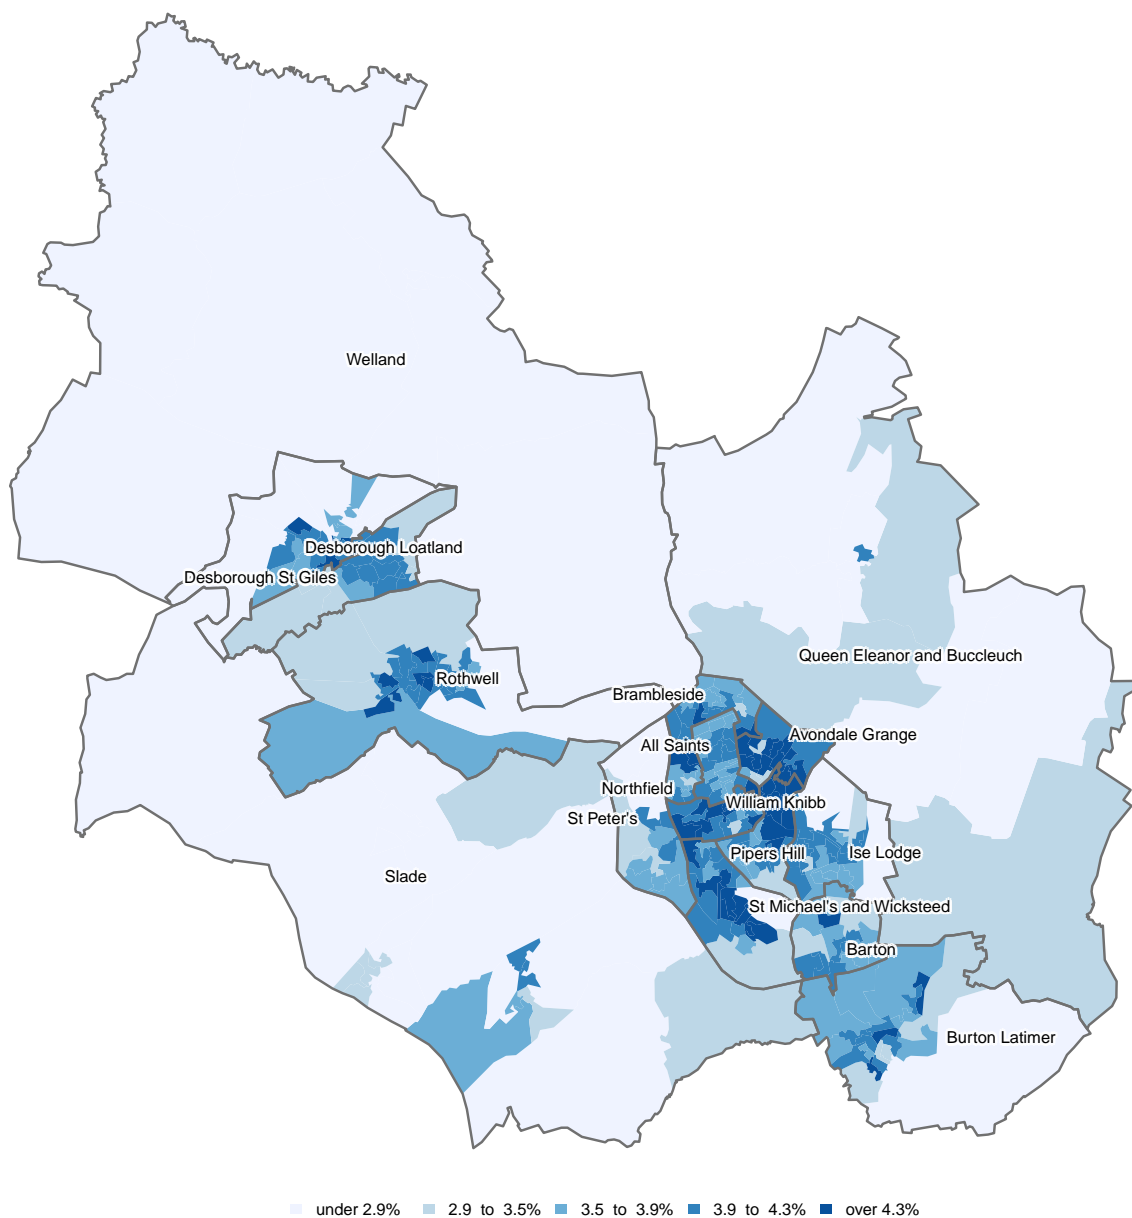 Welland
Desborough Loatland
Desborough St Giles
Queen Eleanor and Buccleuch
Rothwell
Brambleside
Avondale Grange
All Saints
Northfield
William Knibb
St Peter's
Pipers Hill
Ise Lodge
Slade
St Michael's and Wicksteed
Barton
Burton Latimer
under 2.9% 2.9 to 3.5% 3.5 to 3.9% 3.9 to 4.3% over 4.3%